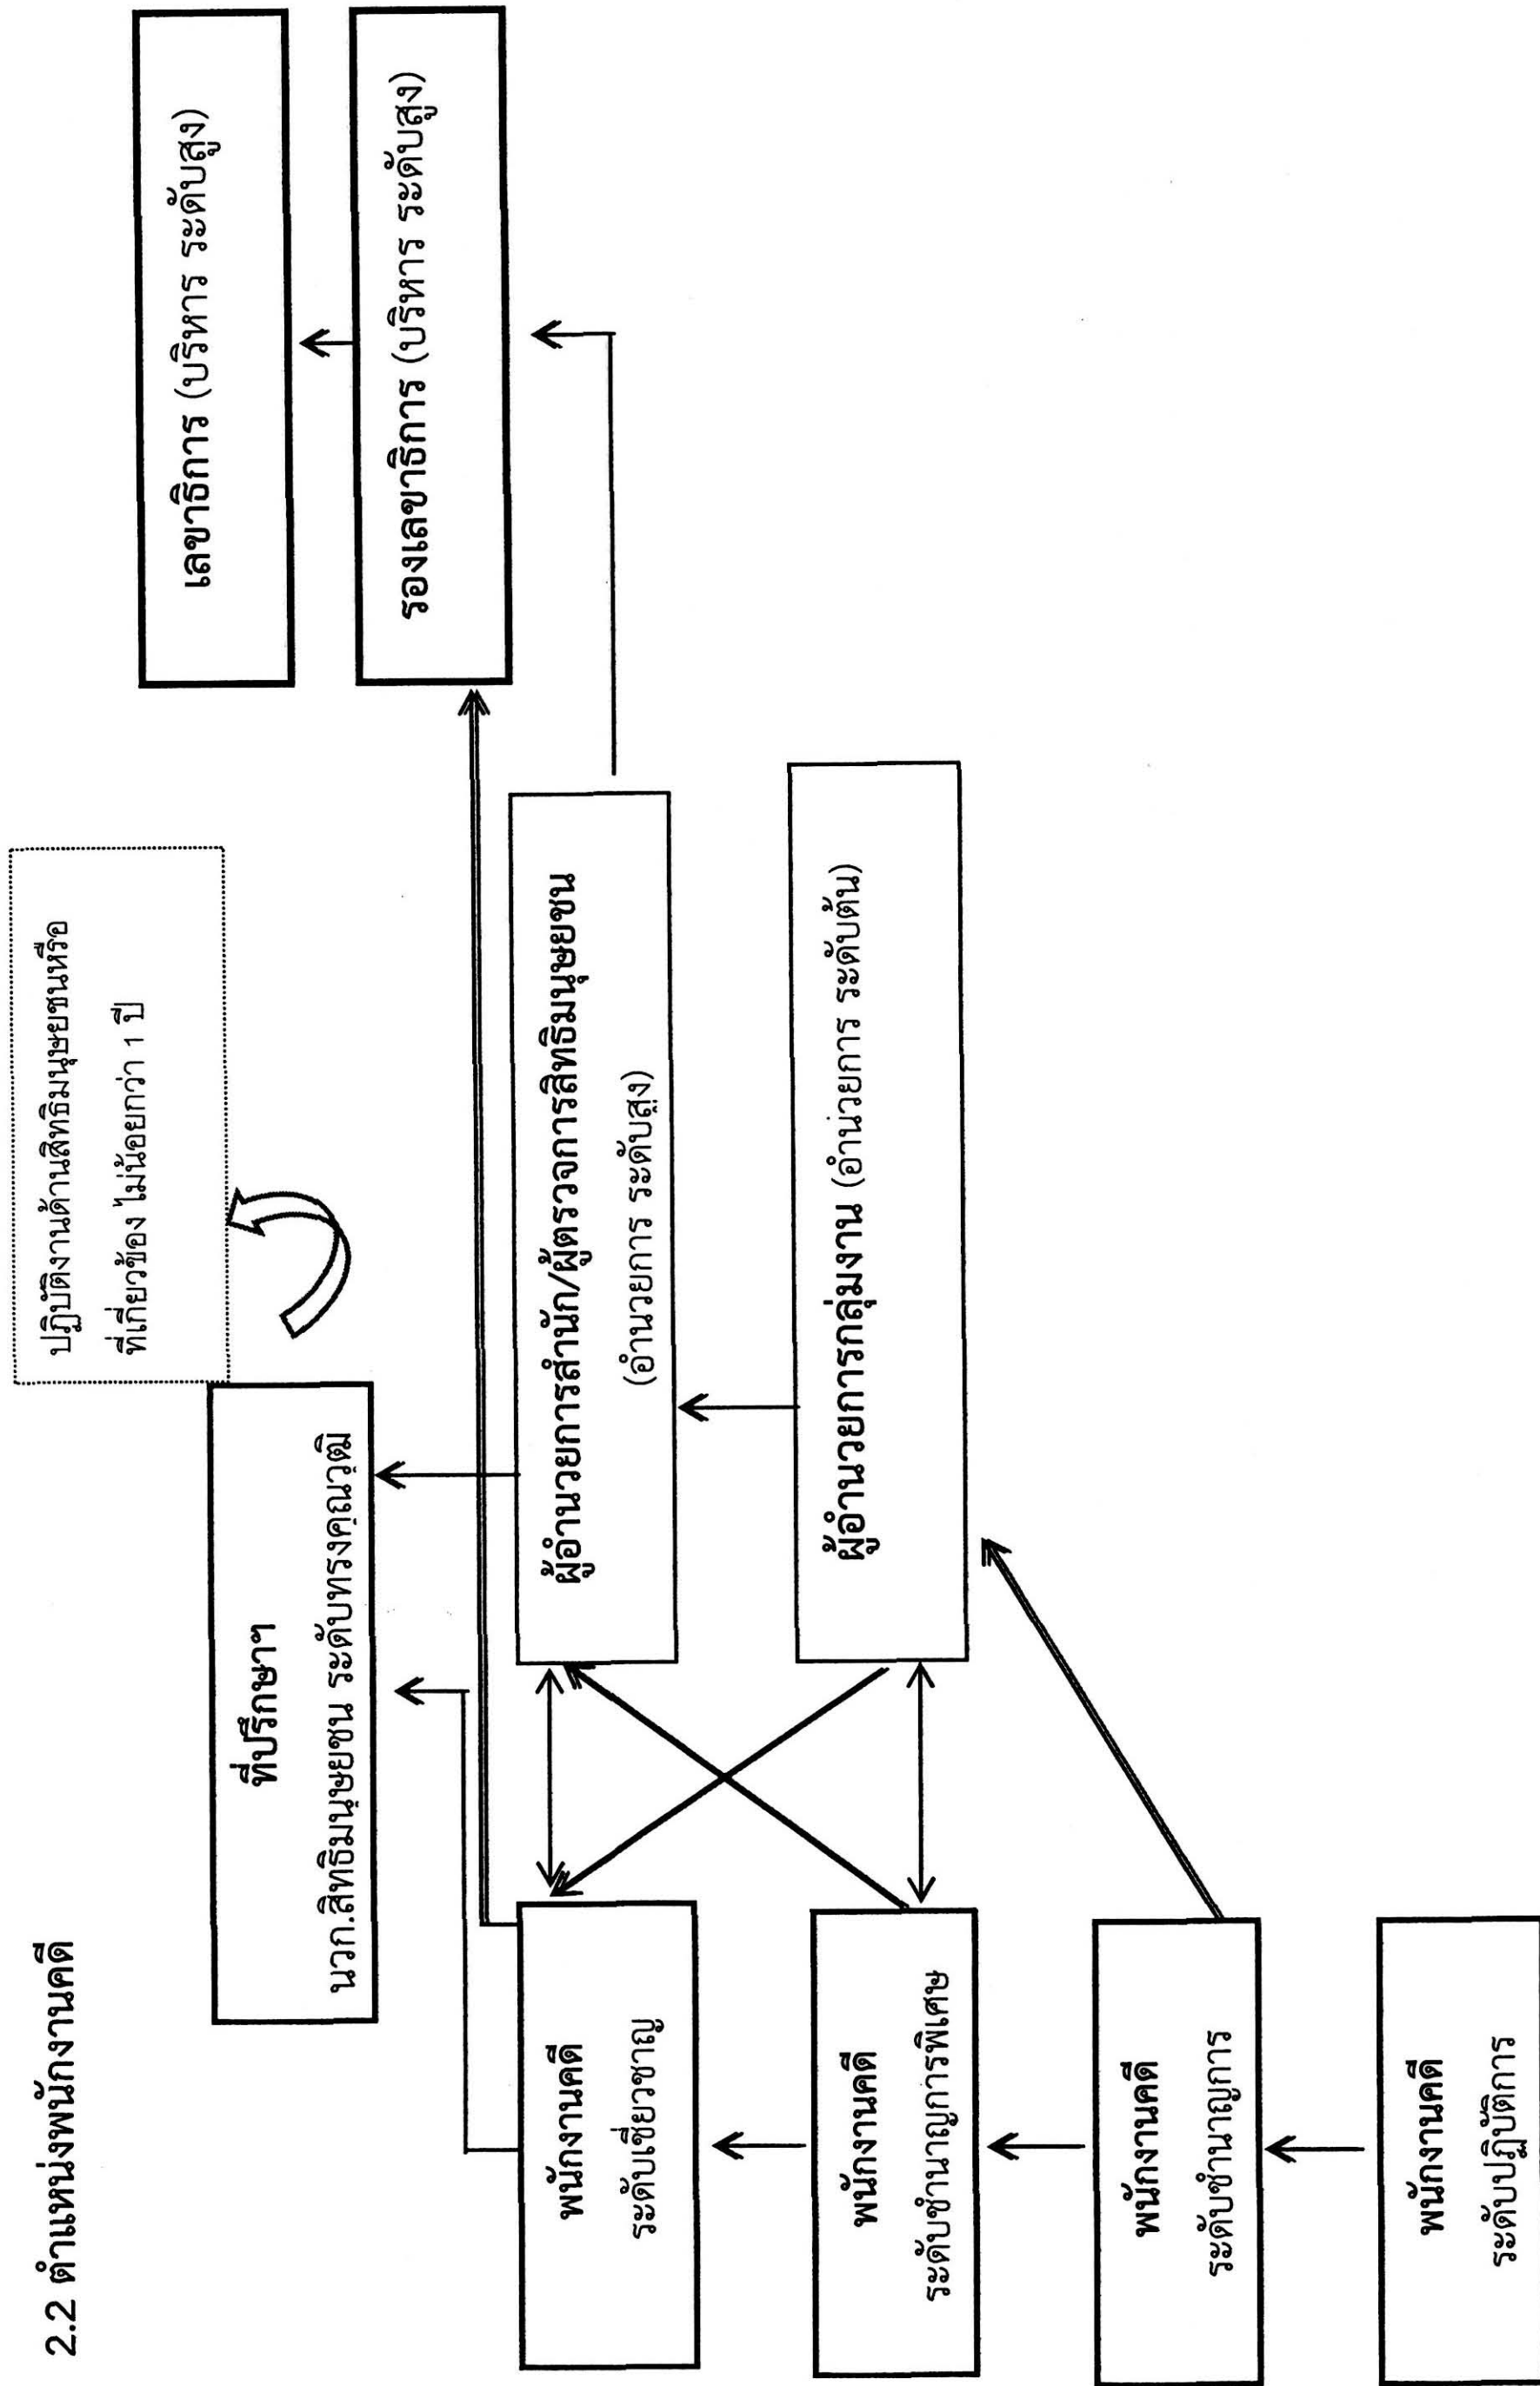 2.2 ตำแหน่งพนักงานคดี
ปฏิบัติงานด้านสิทธิมนุษยชนหรือ
ที่เกี่ยวข้อง ไม่น้อยกว่า 1 ปี
เลขาธิการ (บริหาร ระดับสูง)
ที่ปรึกษาฯ
นวก.สิทธิมนุษยชน ระดับทรงคุณวุฒิ
รองเลขาธิการ (บริหาร ระดับสูง)
พนักงานคดี
ระดับเชี่ยวชาญ
ผู้อำนวยการสำนัก/ผู้ตรวจการสิทธิมนุษยชน
(อำนวยการ ระดับสูง)
พนักงานคดี
ระดับชำนาญการพิเศษ
ผู้อำนวยการกลุ่มงาน (อำนวยการ ระดับต้น)
พนักงานคดี
ระดับชำนาญการ
พนักงานคดี
ระดับปฏิบัติการ